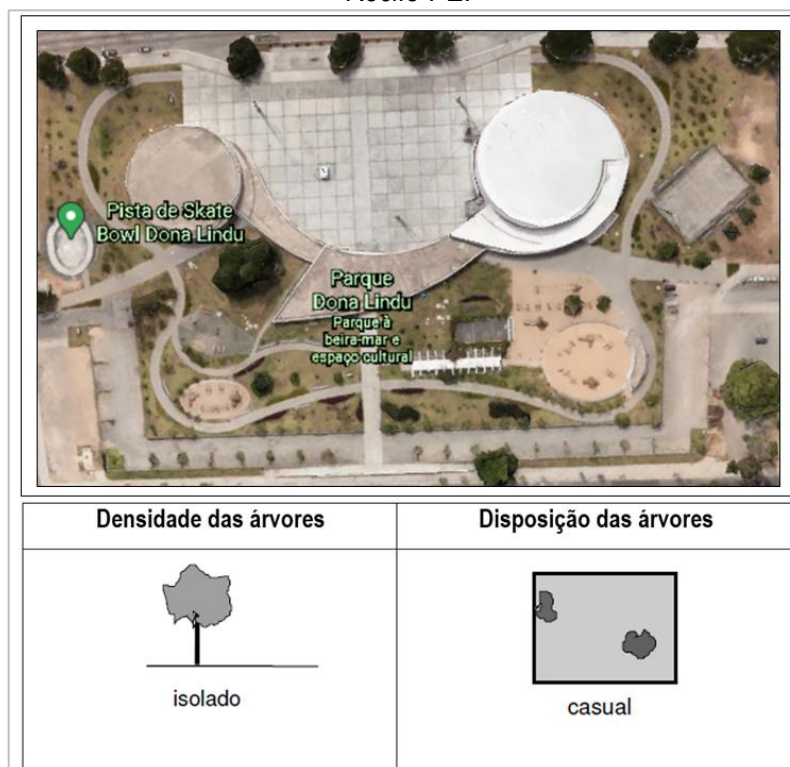 Pista de Skate
Bowl Dona Lindu
Parque
Dona Lindu
Parque à
beira-mar e
espaço cultural
Densidade das árvores
Disposição das árvores
isolado
casual